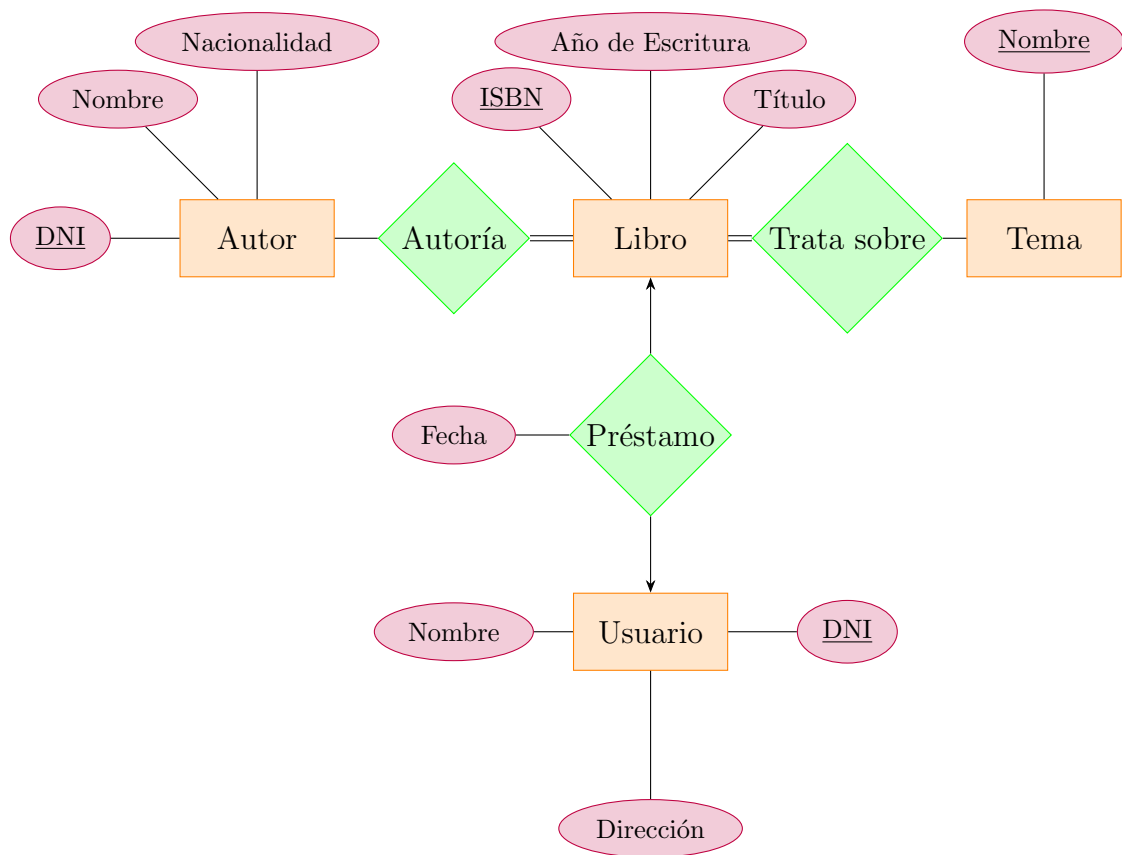 Nacionalidad
Año de Escritura
Nombre
Nombre
ISBN
Título
DNI
Autor
Autoría
Libro
Trata sobre
Tema
Fecha
Préstamo
Nombre
Usuario
DNI
Dirección